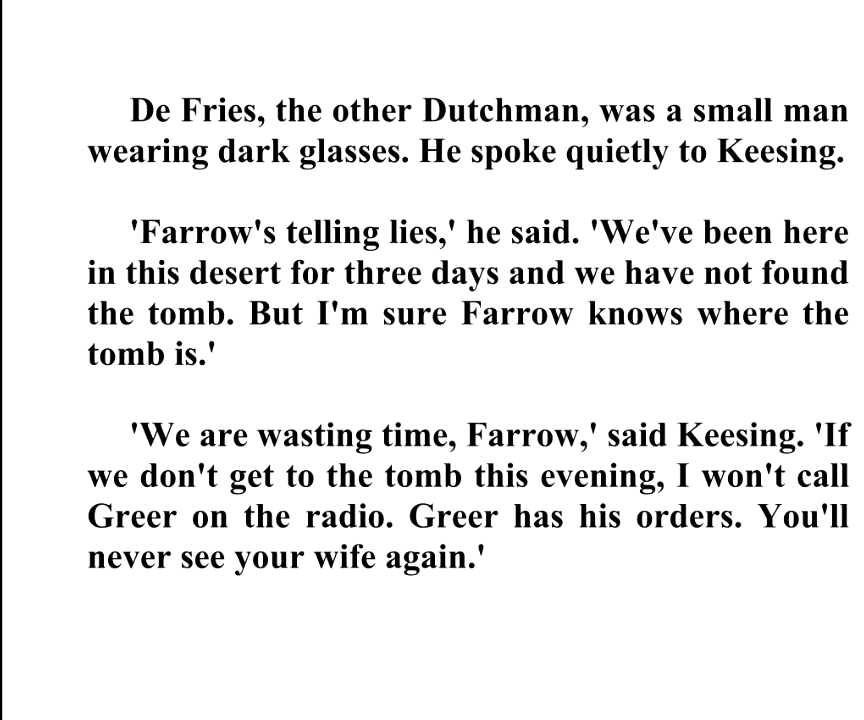 De Fries, the other Dutchman, was a small man
wearing dark glasses. He spoke quietly to Keesing.
'Farrow's telling lies,' he said. 'We've been here
in this desert for three days and we have not found
the tomb. But I'm sure Farrow knows where the
tomb is.'
'We are wasting time, Farrow,' said Keesing. 'If
we don't get to the tomb this evening, I won't call
Greer on the radio. Greer has his orders. You'll
never see your wife again.'